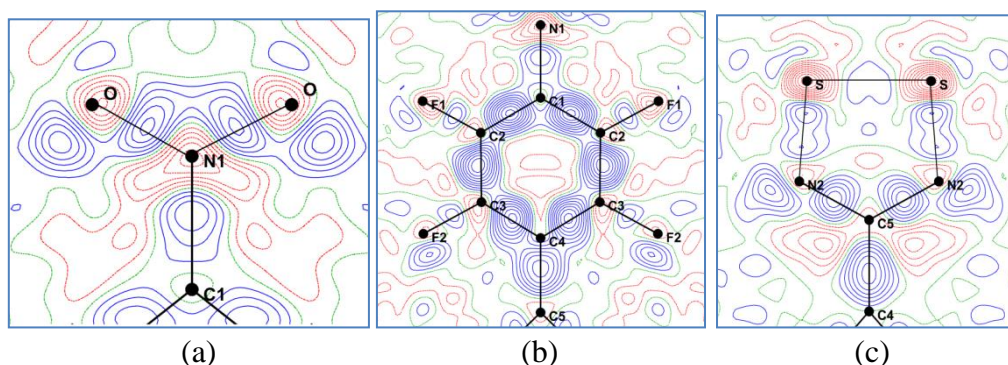 O O
N1
C1
N1
C1
F1 F1
C2 C2
C3 C3
F2 C4 F2
C5
S S
N2 N2
C5
C4
(a) (b) (c)